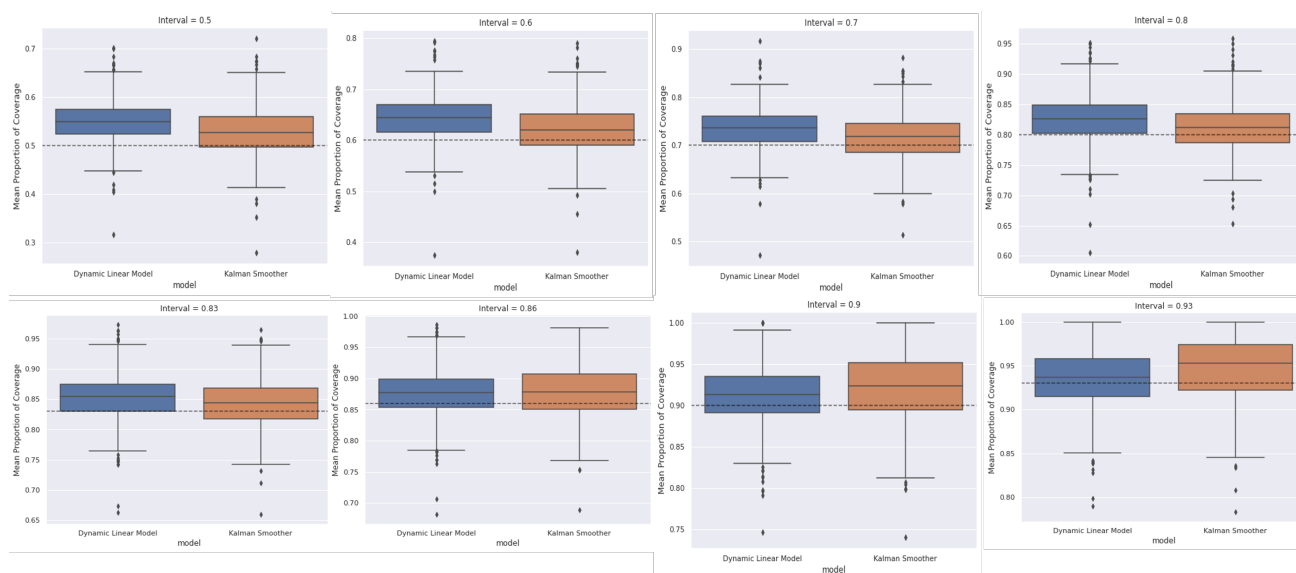 Interval = 0.5
Mean Proportion of Coverage
0.7
0.6
0.5
0.4
0.3
Dynamic Linear Model
Kalman Smoother
model
Interval = 0.6
Mean Proportion of Coverage
0.8
0.7
0.6
0.5
0.4
Dynamic Linear Model
Kalman Smoother
model
Interval = 0.7
Mean Proportion of Coverage
0.9
0.8
0.7
0.6
0.5
Dynamic Linear Model
Kalman Smoother
model
Interval = 0.8
Mean Proportion of Coverage
0.95
0.90
0.85
0.80
0.75
0.70
0.65
0.60
Dynamic Linear Model
Kalman Smoother
model
Interval = 0.83
Mean Proportion of Coverage
0.95
0.90
0.85
0.80
0.75
0.70
0.65
Dynamic Linear Model
Kalman Smoother
model
Interval = 0.86
Mean Proportion of Coverage
1.00
0.95
0.90
0.85
0.80
0.75
0.70
Dynamic Linear Model
Kalman Smoother
model
Interval = 0.9
Mean Proportion of Coverage
1.00
0.95
0.90
0.85
0.80
0.75
Dynamic Linear Model
Kalman Smoother
model
Interval = 0.93
Mean Proportion of Coverage
1.00
0.95
0.90
0.85
0.80
Dynamic Linear Model
Kalman Smoother
model